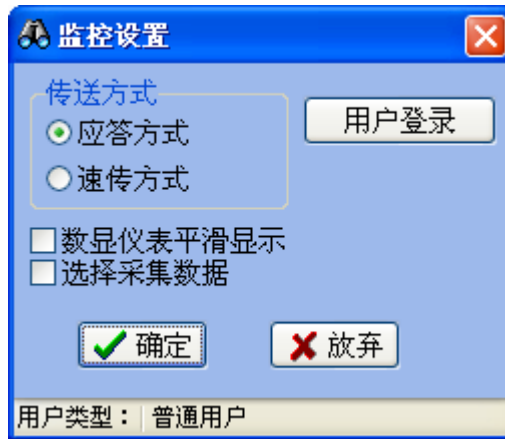 监控设置
传送方式
应答方式
速传方式
用户登录
数显仪表平滑显示
选择采集数据
确定
放弃
用户类型： 普通用户